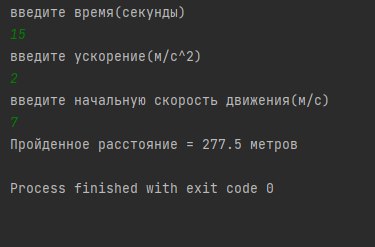 введите время(секунды)
15
введите ускорение(м/с^2)
2
введите начальную скорость движения(м/с)
7
Пройденное расстояние = 277.5 метров
Process finished with exit code 0